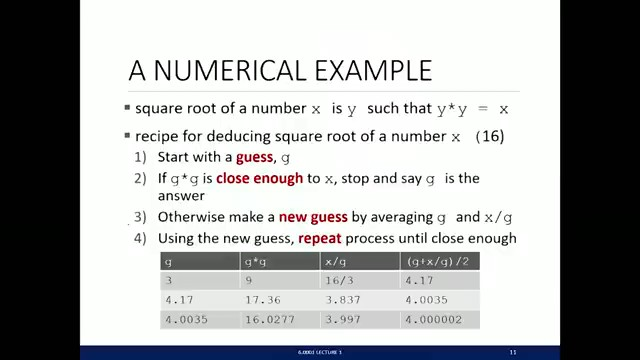 A NUMERICAL EXAMPLE
▪ square root of a number x is y such that y*y = x
▪ recipe for deducing square root of a number x (16)
1) Start with a guess, g
2) If g*g is close enough to x, stop and say g is the
answer
3) Otherwise make a new guess by averaging g and x/g
4) Using the new guess, repeat process until close enough
g g*g x/g (g+x/g)/2
3 9 16/3 4.17
4.17 17.36 3.837 4.0035
4.0035 16.0277 3.997 4.000002
6.0001 LECTURE 1 11